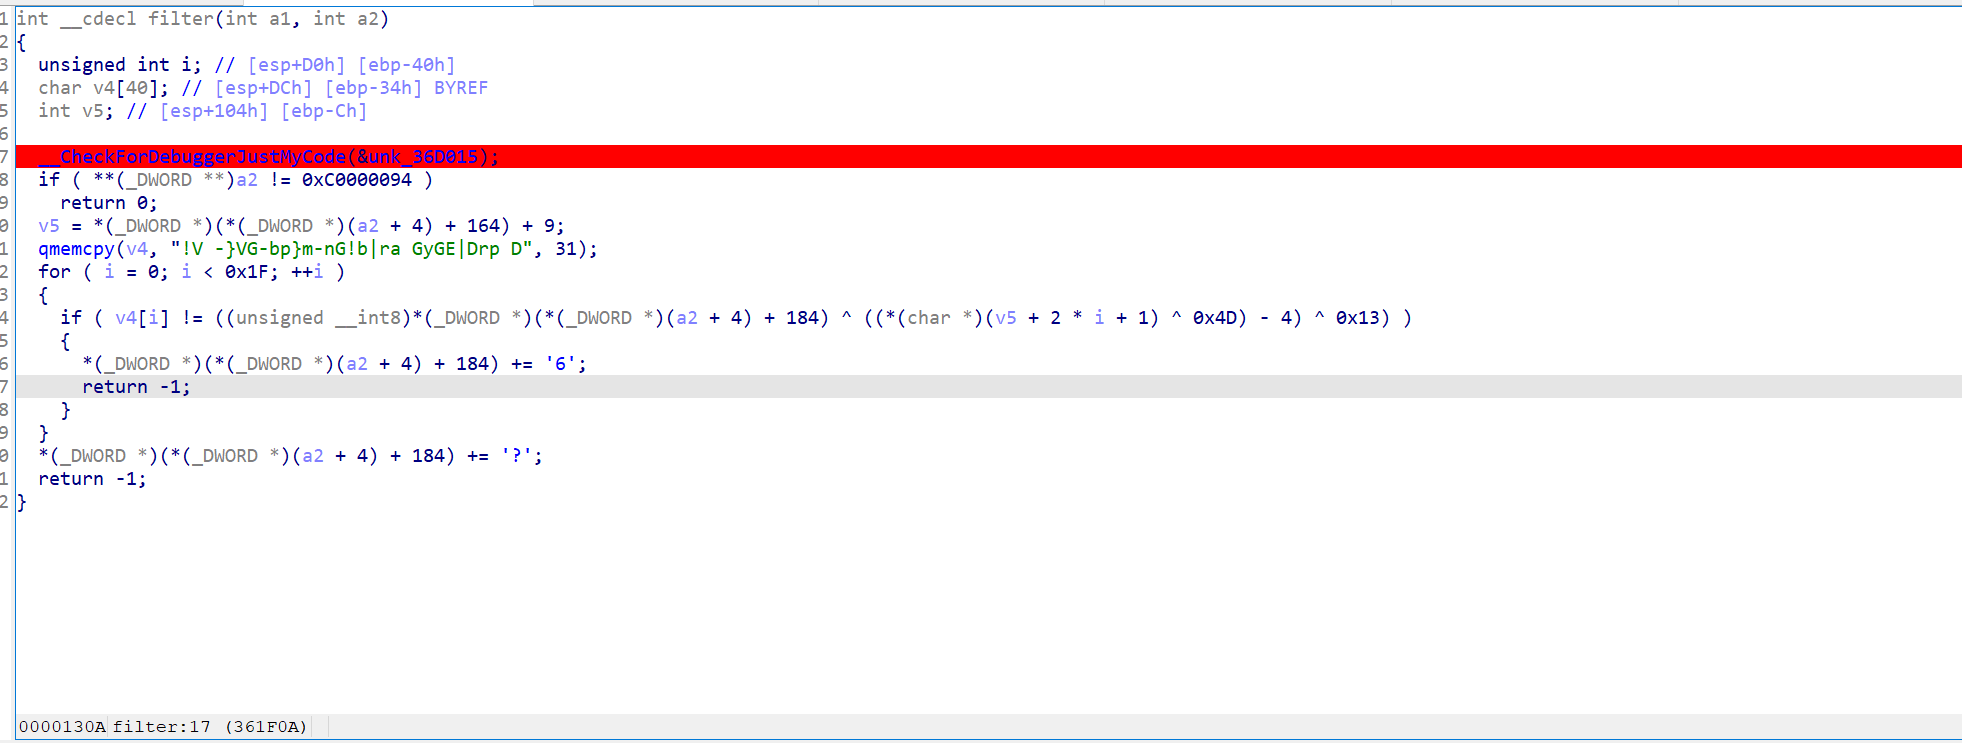 1 int __cdecl filter(int a1, int a2)
2 {
3 unsigned int i; // [esp+D0h] [ebp-40h]
4 char v4[40]; // [esp+DCh] [ebp-34h] BYREF
5 int v5; // [esp+104h] [ebp-Ch]
6
7 __CheckForDebuggerJustMyCode(&unk_36D015);
8 if ( **(_DWORD **)a2 != 0xC0000094 )
9 return 0;
0 v5 = *(_DWORD *)(*(_DWORD *)(a2 + 4) + 164) + 9;
1 qmemcpy(v4, "!V -}VG-bp}m-nG!b|ra GyGE|Drp D", 31);
2 for ( i = 0; i < 0x1F; ++i )
3 {
4 if ( v4[i] != ((unsigned __int8)*(_DWORD *)(*(_DWORD *)(a2 + 4) + 184) ^ ((*(char *)(v5 + 2 * i + 1) ^ 0x4D) - 4) ^ 0x13) )
5 {
6 *(_DWORD *)(*(_DWORD *)(a2 + 4) + 184) += '6';
7 return -1;
8 }
9 }
0 *(_DWORD *)(*(_DWORD *)(a2 + 4) + 184) += '?';
1 return -1;
2 }
0000130A filter:17 (361F0A)